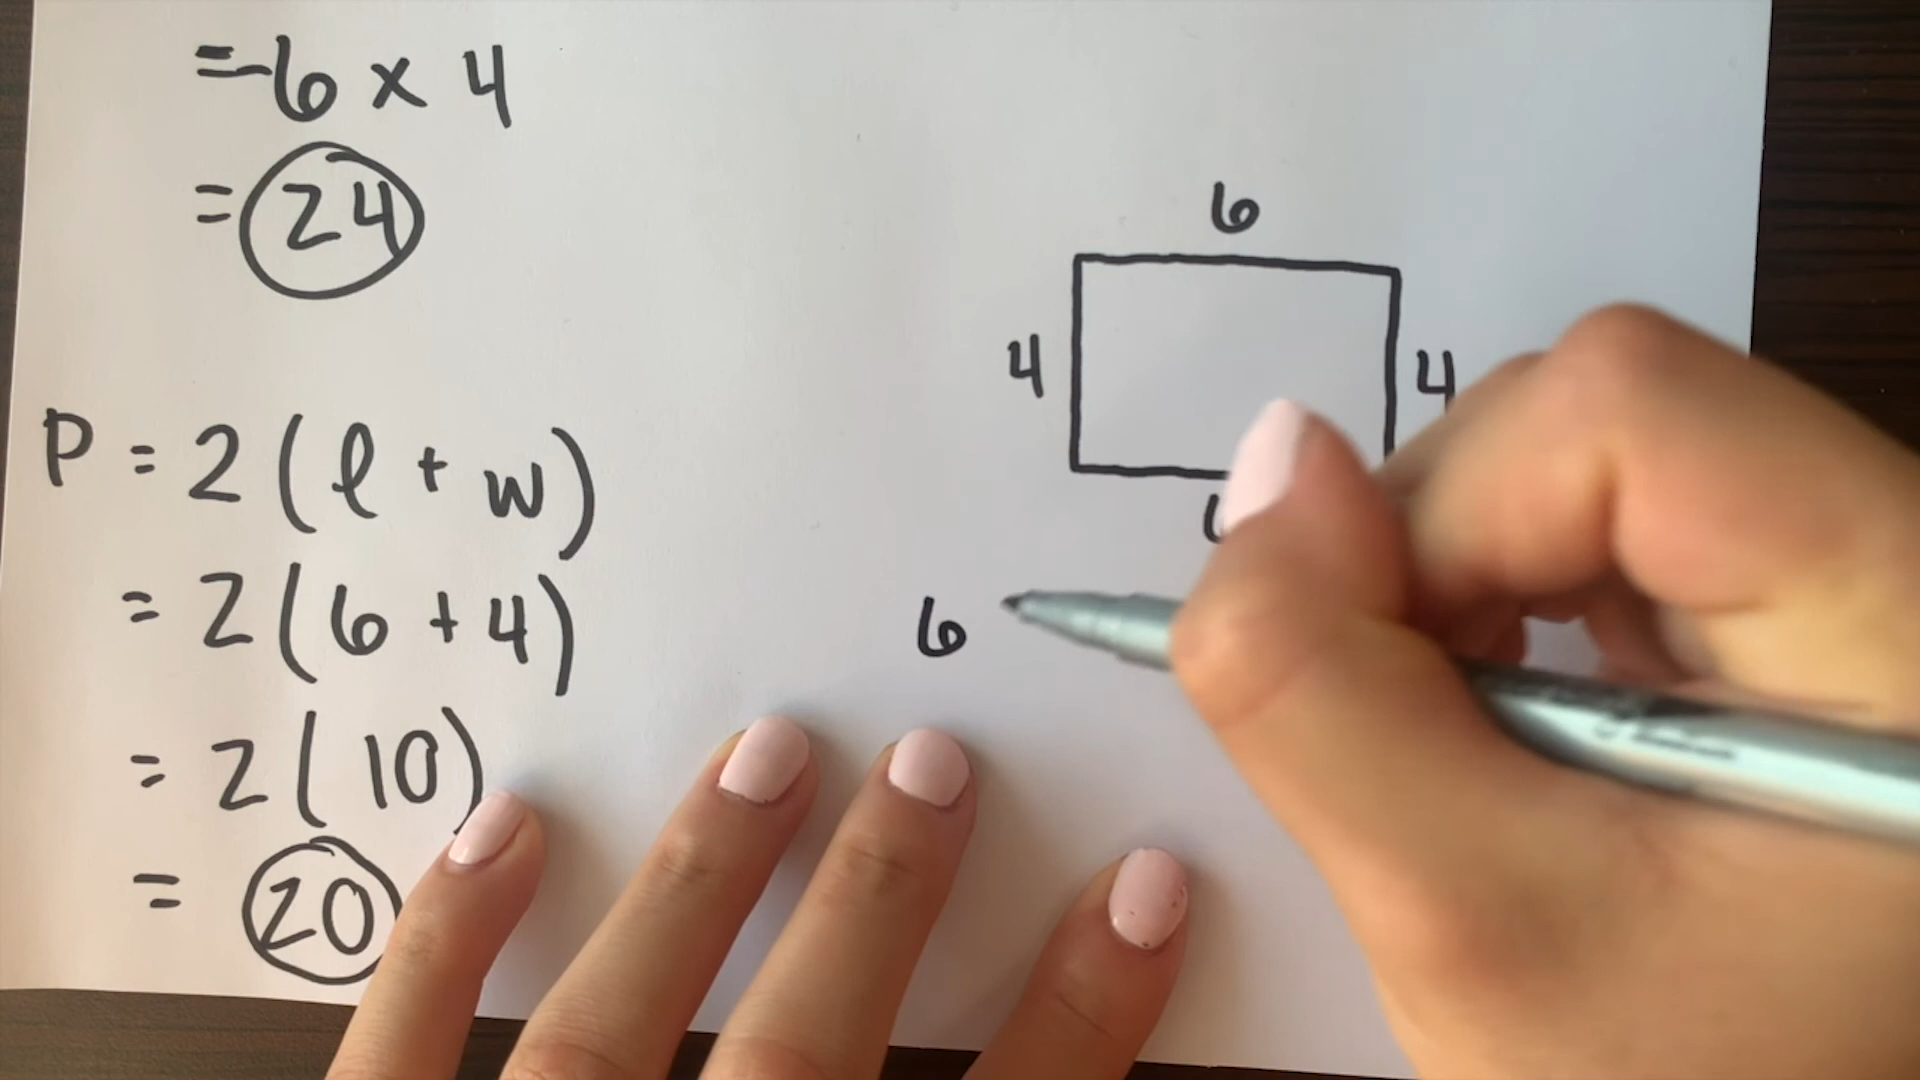 = 6 x 4
= 24
P = 2 ( l + w )
= 2 ( 6 + 4 )
= 2 ( 10 )
= 20
6
4 4
6